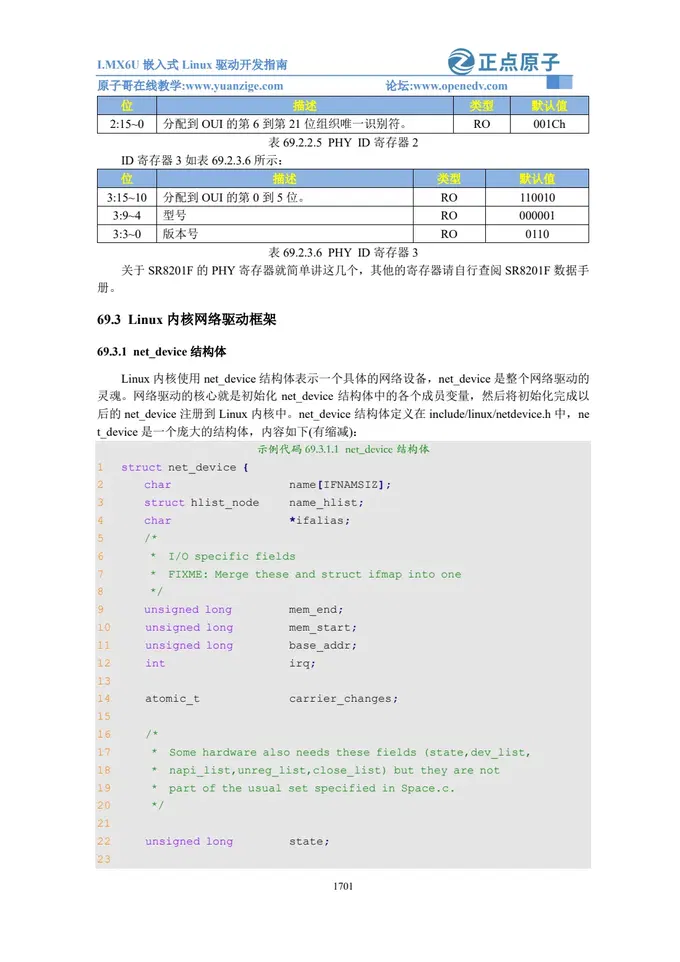 I.MX6U 嵌入式 Linux 驱动开发指南
正点原子
原子哥在线教学:www.yuanzige.com 论坛:www.openedv.com
位 描述 类型 默认值
2:15~0 分配到 OUI 的第 6 到第 21 位组织唯一识别符。 RO 001Ch
表 69.2.2.5 PHY ID 寄存器 2
ID 寄存器 3 如表 69.2.3.6 所示:
位 描述 类型 默认值
3:15~10 分配到 OUI 的第 0 到 5 位。 RO 110010
3:9~4 型号 RO 000001
3:3~0 版本号 RO 0110
表 69.2.3.6 PHY ID 寄存器 3
关于 SR8201F 的 PHY 寄存器就简单讲这几个，其他的寄存器请自行查阅 SR8201F 数据手
册。
69.3 Linux 内核网络驱动框架
69.3.1 net_device 结构体
Linux 内核使用 net_device 结构体表示一个具体的网络设备，net_device 是整个网络驱动的
灵魂。网络驱动的核心就是初始化 net_device 结构体中的各个成员变量，然后将初始化完成以
后的 net_device 注册到 Linux 内核中。net_device 结构体定义在 include/linux/netdevice.h 中，ne
t_device 是一个庞大的结构体，内容如下(有缩减):
示例代码 69.3.1.1 net_device 结构体
1 struct net_device {
2 char name[IFNAMSIZ];
3 struct hlist_node name_hlist;
4 char *ifalias;
5 /*
6 * I/O specific fields
7 * FIXME: Merge these and struct ifmap into one
8 */
9 unsigned long mem_end;
10 unsigned long mem_start;
11 unsigned long base_addr;
12 int irq;
13
14 atomic_t carrier_changes;
15
16 /*
17 * Some hardware also needs these fields (state,dev_list,
18 * napi_list,unreg_list,close_list) but they are not
19 * part of the usual set specified in Space.c.
20 */
21
22 unsigned long state;
23
1701